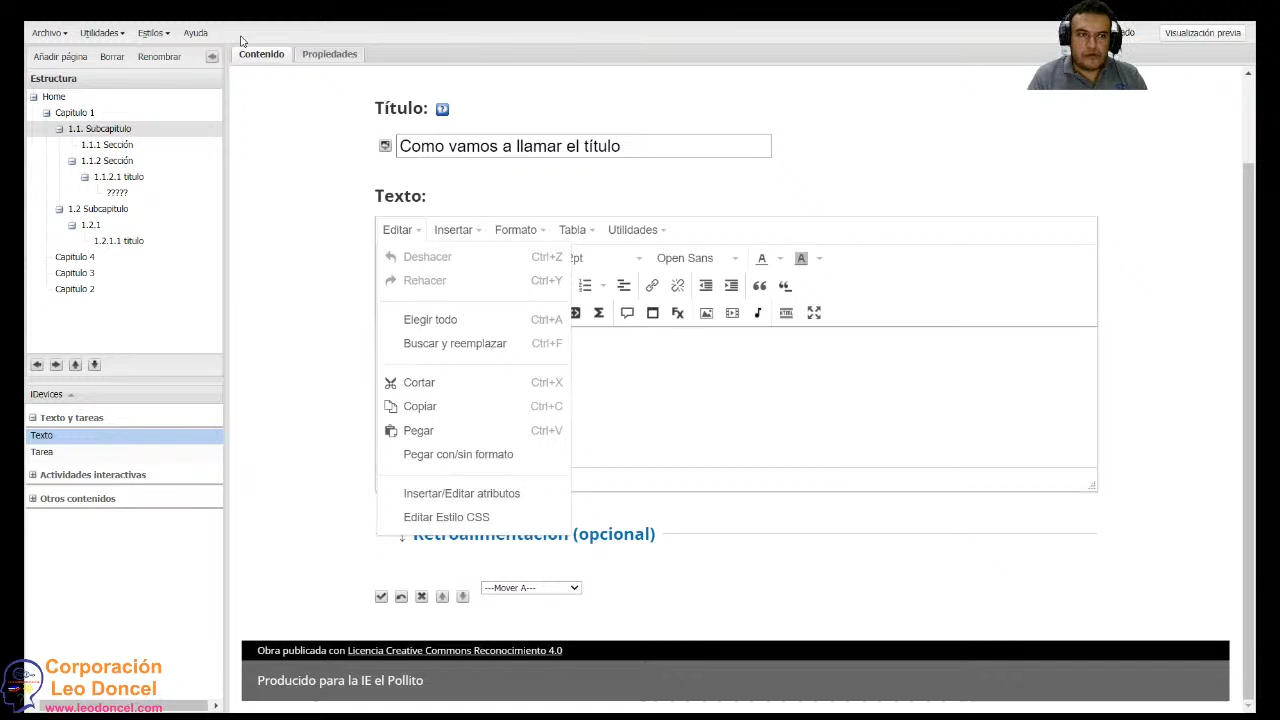 Archivo Utilidades Estilos Ayuda
Visualización previa
Contenido Propiedades
Añadir página Borrar Renombrar
Estructura
Home
Capitulo 1
1.1. Subcapitulo
1.1.1 Sección
1.1.2 Sección
1.1.2.1 titulo
?????
1.2 Subcapitulo
1.2.1
1.2.1.1 titulo
Capitulo 4
Capitulo 3
Capitulo 2
iDevices
Texto y tareas
Texto
Tarea
Actividades interactivas
Otros contenidos
Título:
Como vamos a llamar el título
Texto:
Editar Insertar Formato Tabla Utilidades
Open Sans
Deshacer Ctrl+Z
Rehacer Ctrl+Y
Elegir todo Ctrl+A
Buscar y reemplazar Ctrl+F
Cortar Ctrl+X
Copiar Ctrl+C
Pegar Ctrl+V
Pegar con/sin formato
Insertar/Editar atributos
Editar Estilo CSS
Retroalimentación (opcional)
---Mover A---
Obra publicada con Licencia Creative Commons Reconocimiento 4.0
Producido para la IE el Pollito
Corporación
Leo Doncel
www.leodoncel.com